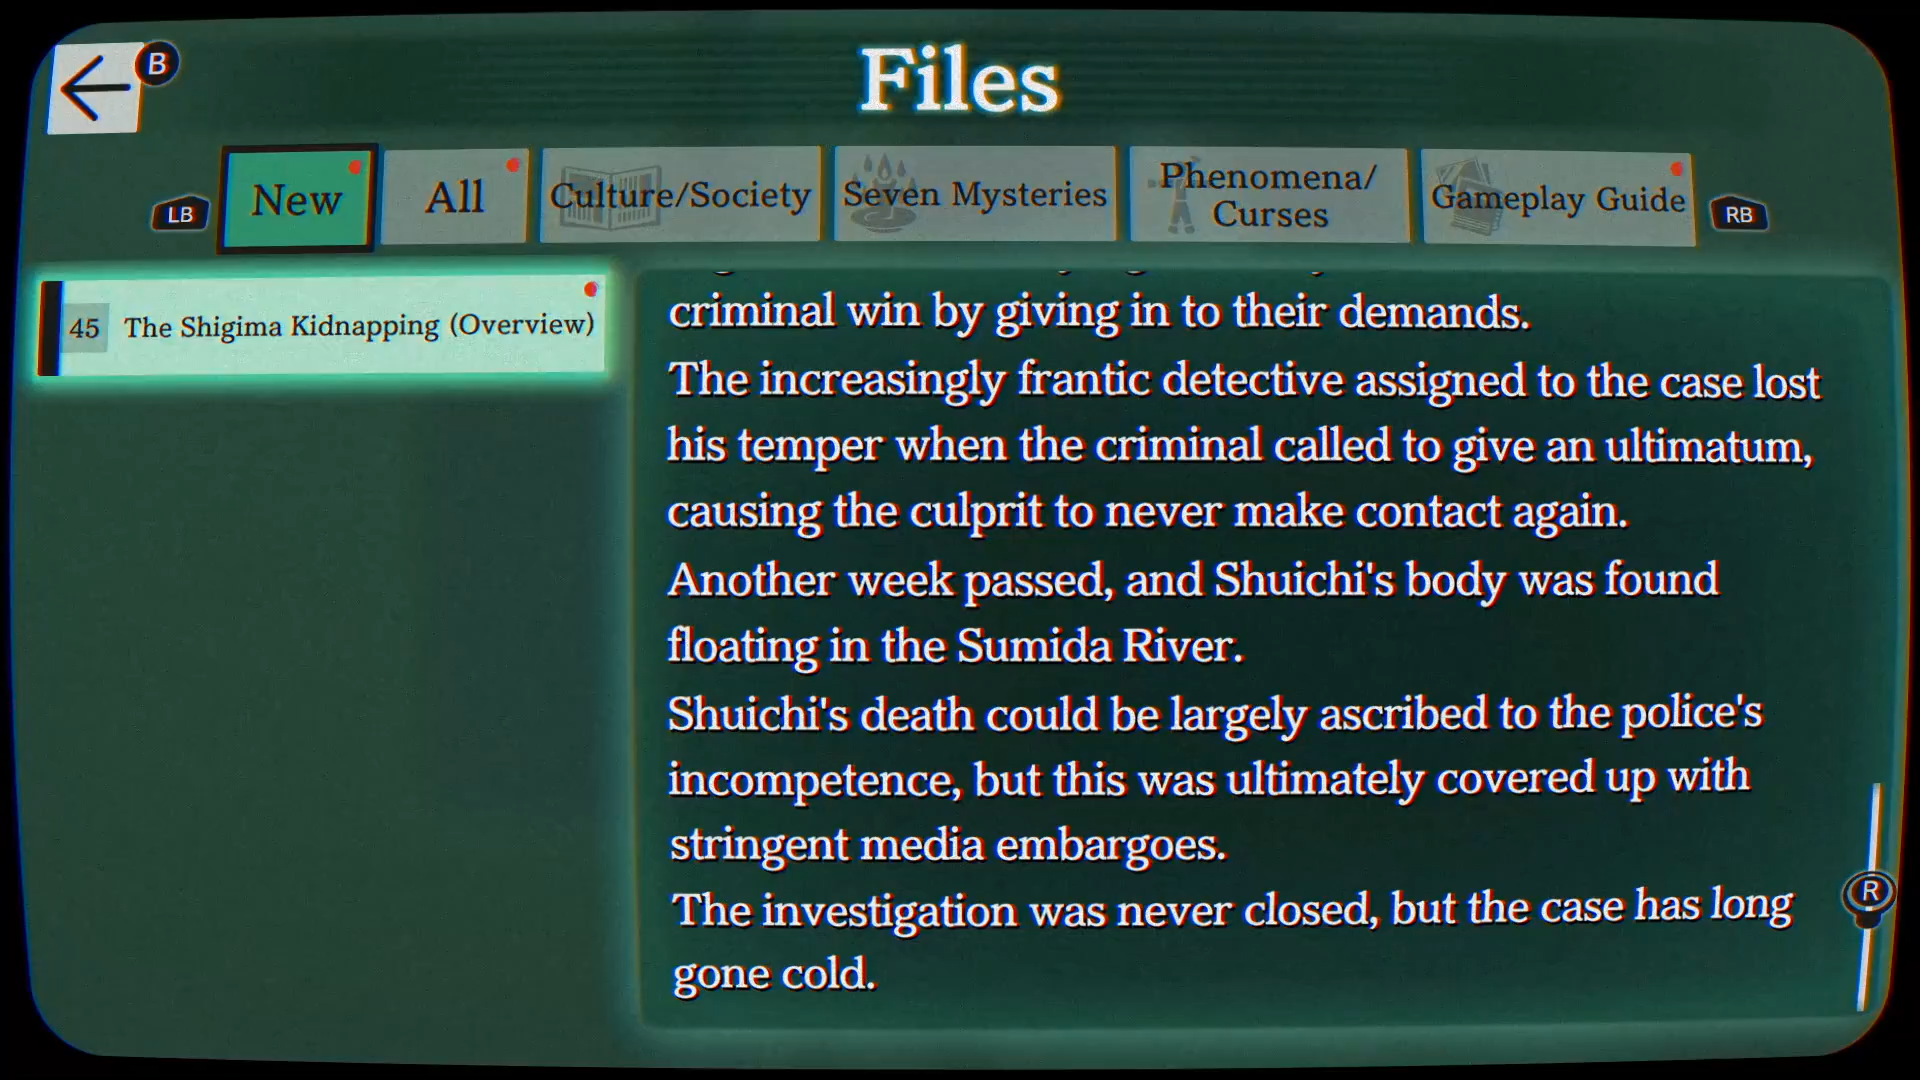 B
Files
LB
New
All
Culture/Society
Seven Mysteries
Phenomena/
Curses
Gameplay Guide
RB
45 The Shigima Kidnapping (Overview)
criminal win by giving in to their demands.
The increasingly frantic detective assigned to the case lost
his temper when the criminal called to give an ultimatum,
causing the culprit to never make contact again.
Another week passed, and Shuichi's body was found
floating in the Sumida River.
Shuichi's death could be largely ascribed to the police's
incompetence, but this was ultimately covered up with
stringent media embargoes.
The investigation was never closed, but the case has long
gone cold.
R